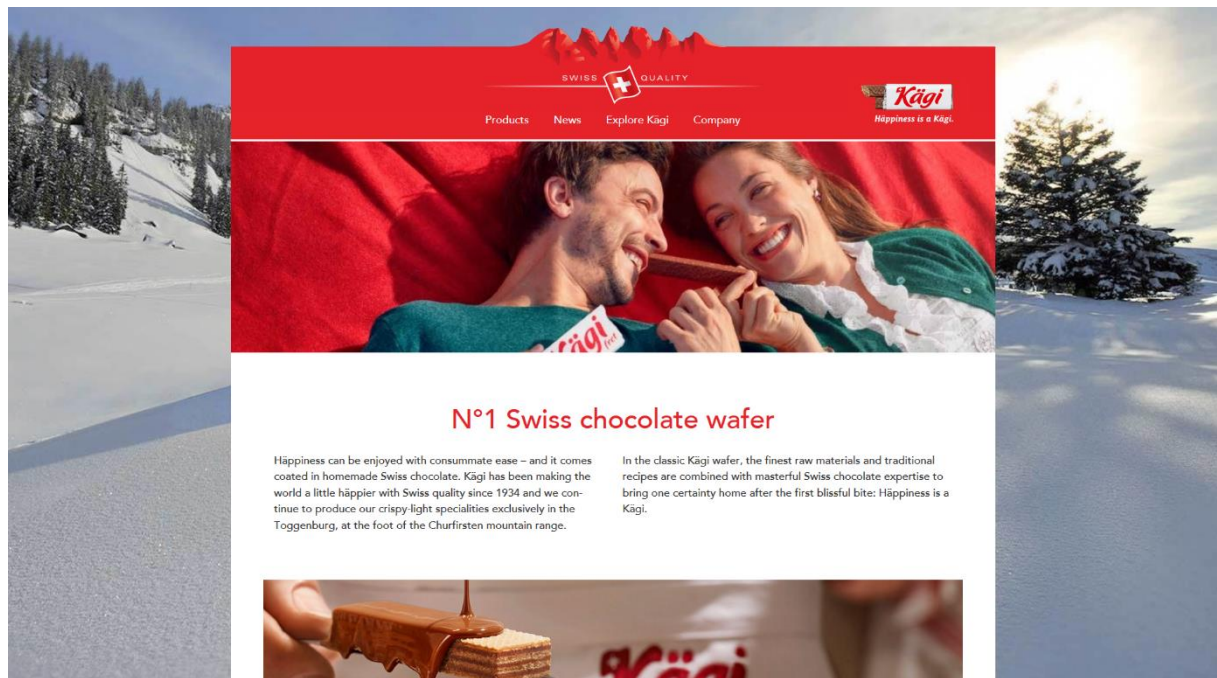 SWISS QUALITY
Kägi
Häppiness is a Kägi.
Products News Explore Kägi Company
Kägi
fret
N°1 Swiss chocolate wafer
Häppiness can be enjoyed with consummate ease – and it comes
coated in homemade Swiss chocolate. Kägi has been making the
world a little häppier with Swiss quality since 1934 and we con-
tinue to produce our crispy-light specialities exclusively in the
Toggenburg, at the foot of the Churfirsten mountain range.
In the classic Kägi wafer, the finest raw materials and traditional
recipes are combined with masterful Swiss chocolate expertise to
bring one certainty home after the first blissful bite: Häppiness is a
Kägi.
Kägi